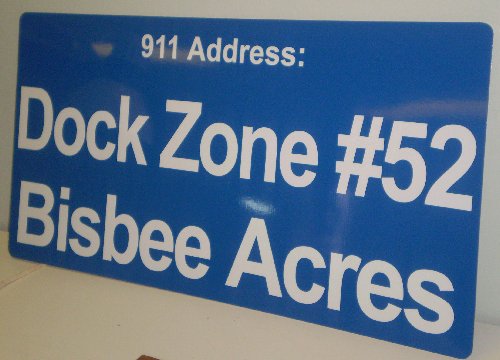 911 Address:
Dock Zone #52
Bisbee Acres